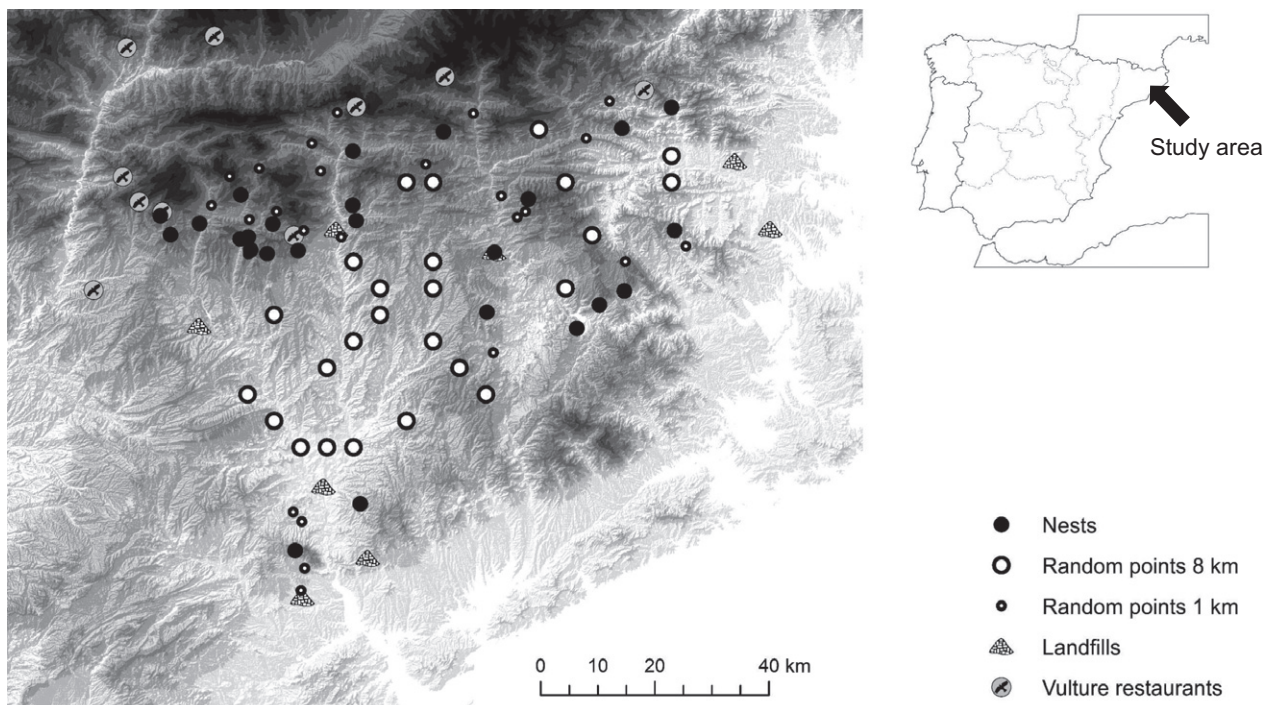 Study area
Nests
Random points 8 km
Random points 1 km
Landfills
Vulture restaurants
0 10 20 40 km